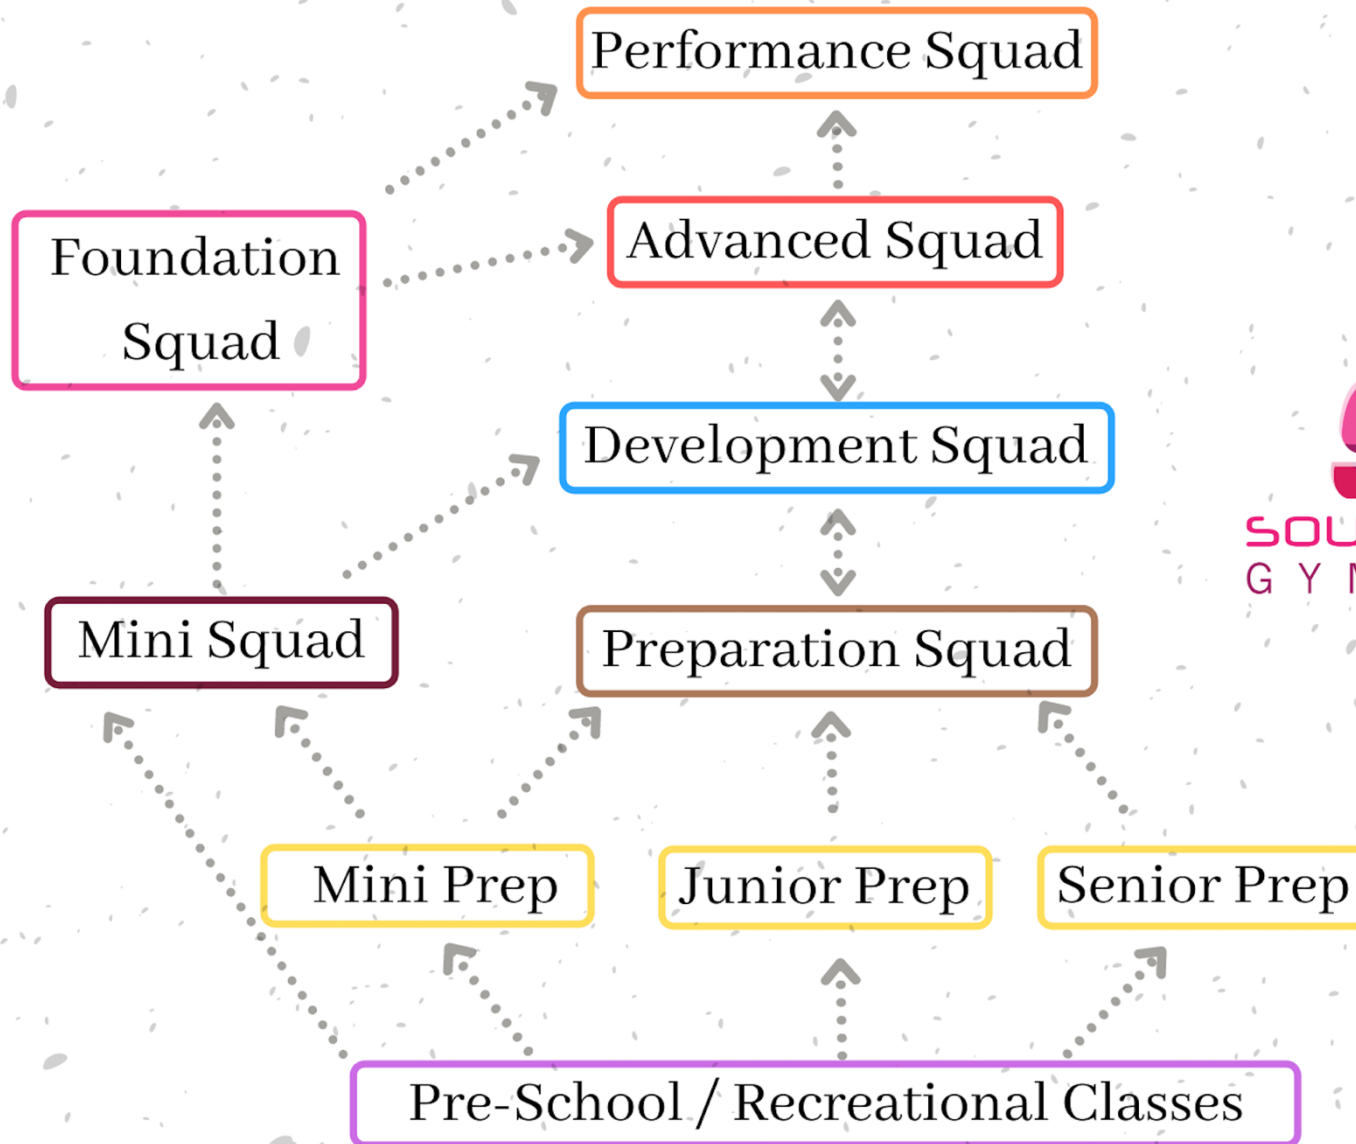 Performance Squad
Advanced Squad
Foundation
Squad
Development Squad
Mini Squad
Preparation Squad
Mini Prep
Junior Prep
Senior Prep
Pre-School / Recreational Classes